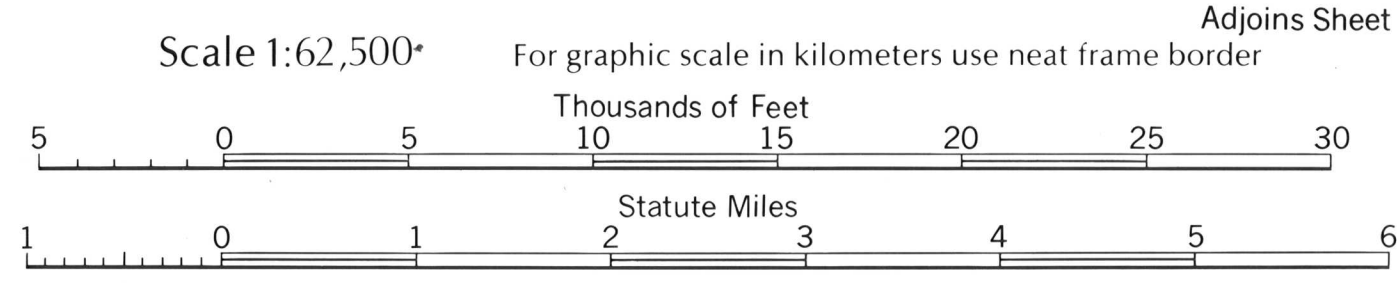 Adjoins Sheet
Scale 1:62,500
For graphic scale in kilometers use neat frame border
Thousands of Feet
5 0 5 10 15 20 25 30
Statute Miles
1 0 1 2 3 4 5 6